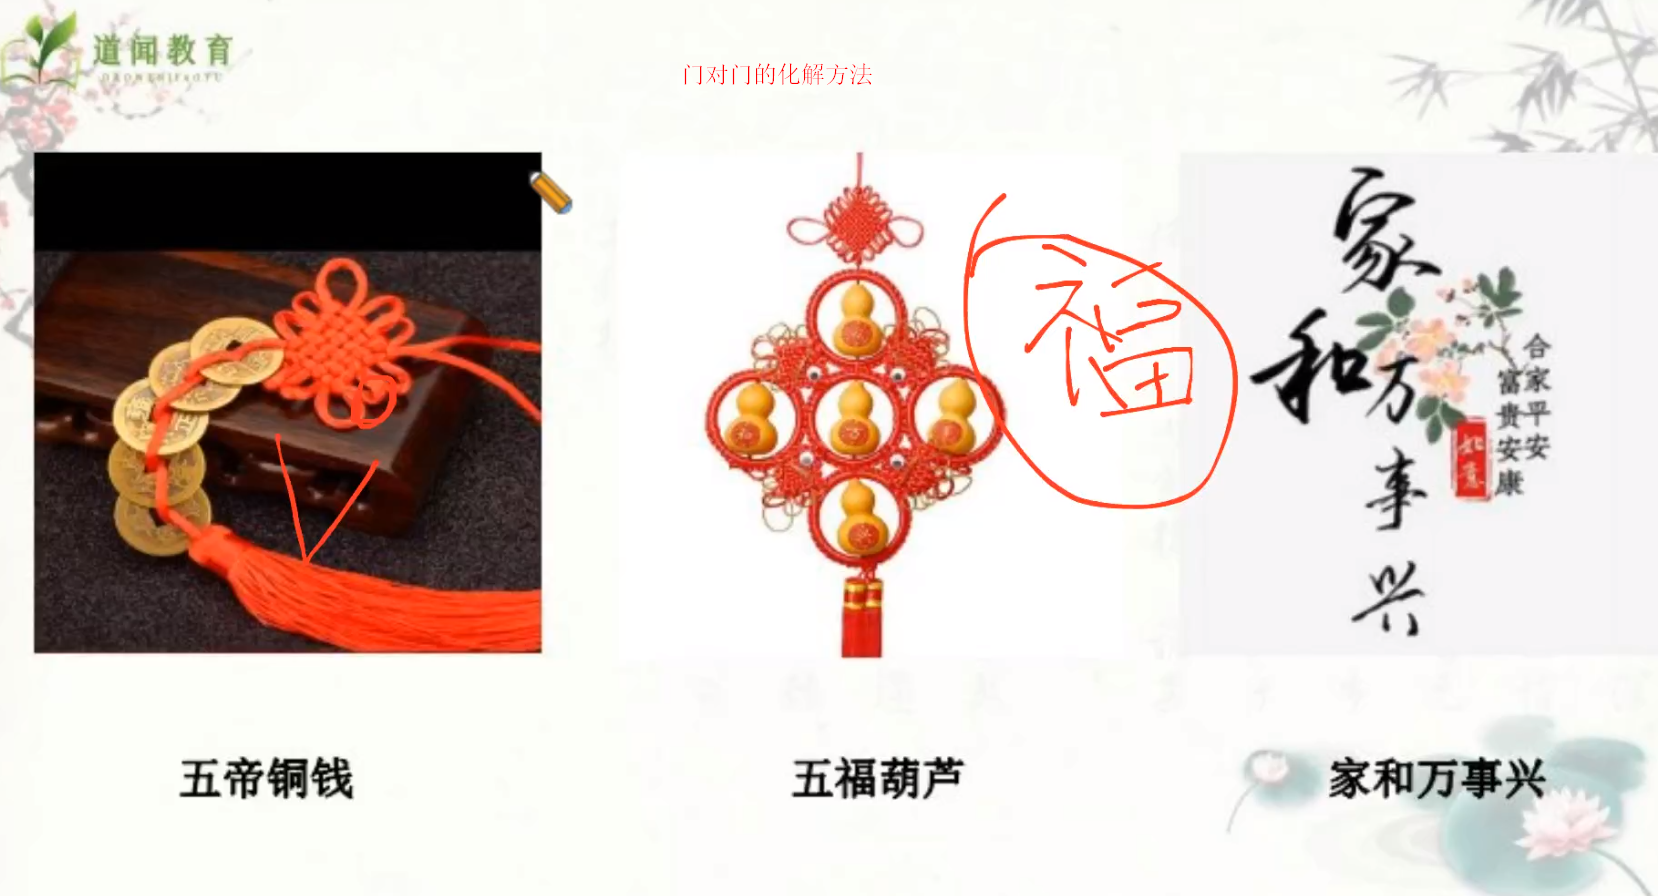 道闻教育
门对门的化解方法
福
家
和
万
事
兴
合家平安
富贵安康
如意
五帝铜钱
五福葫芦
家和万事兴